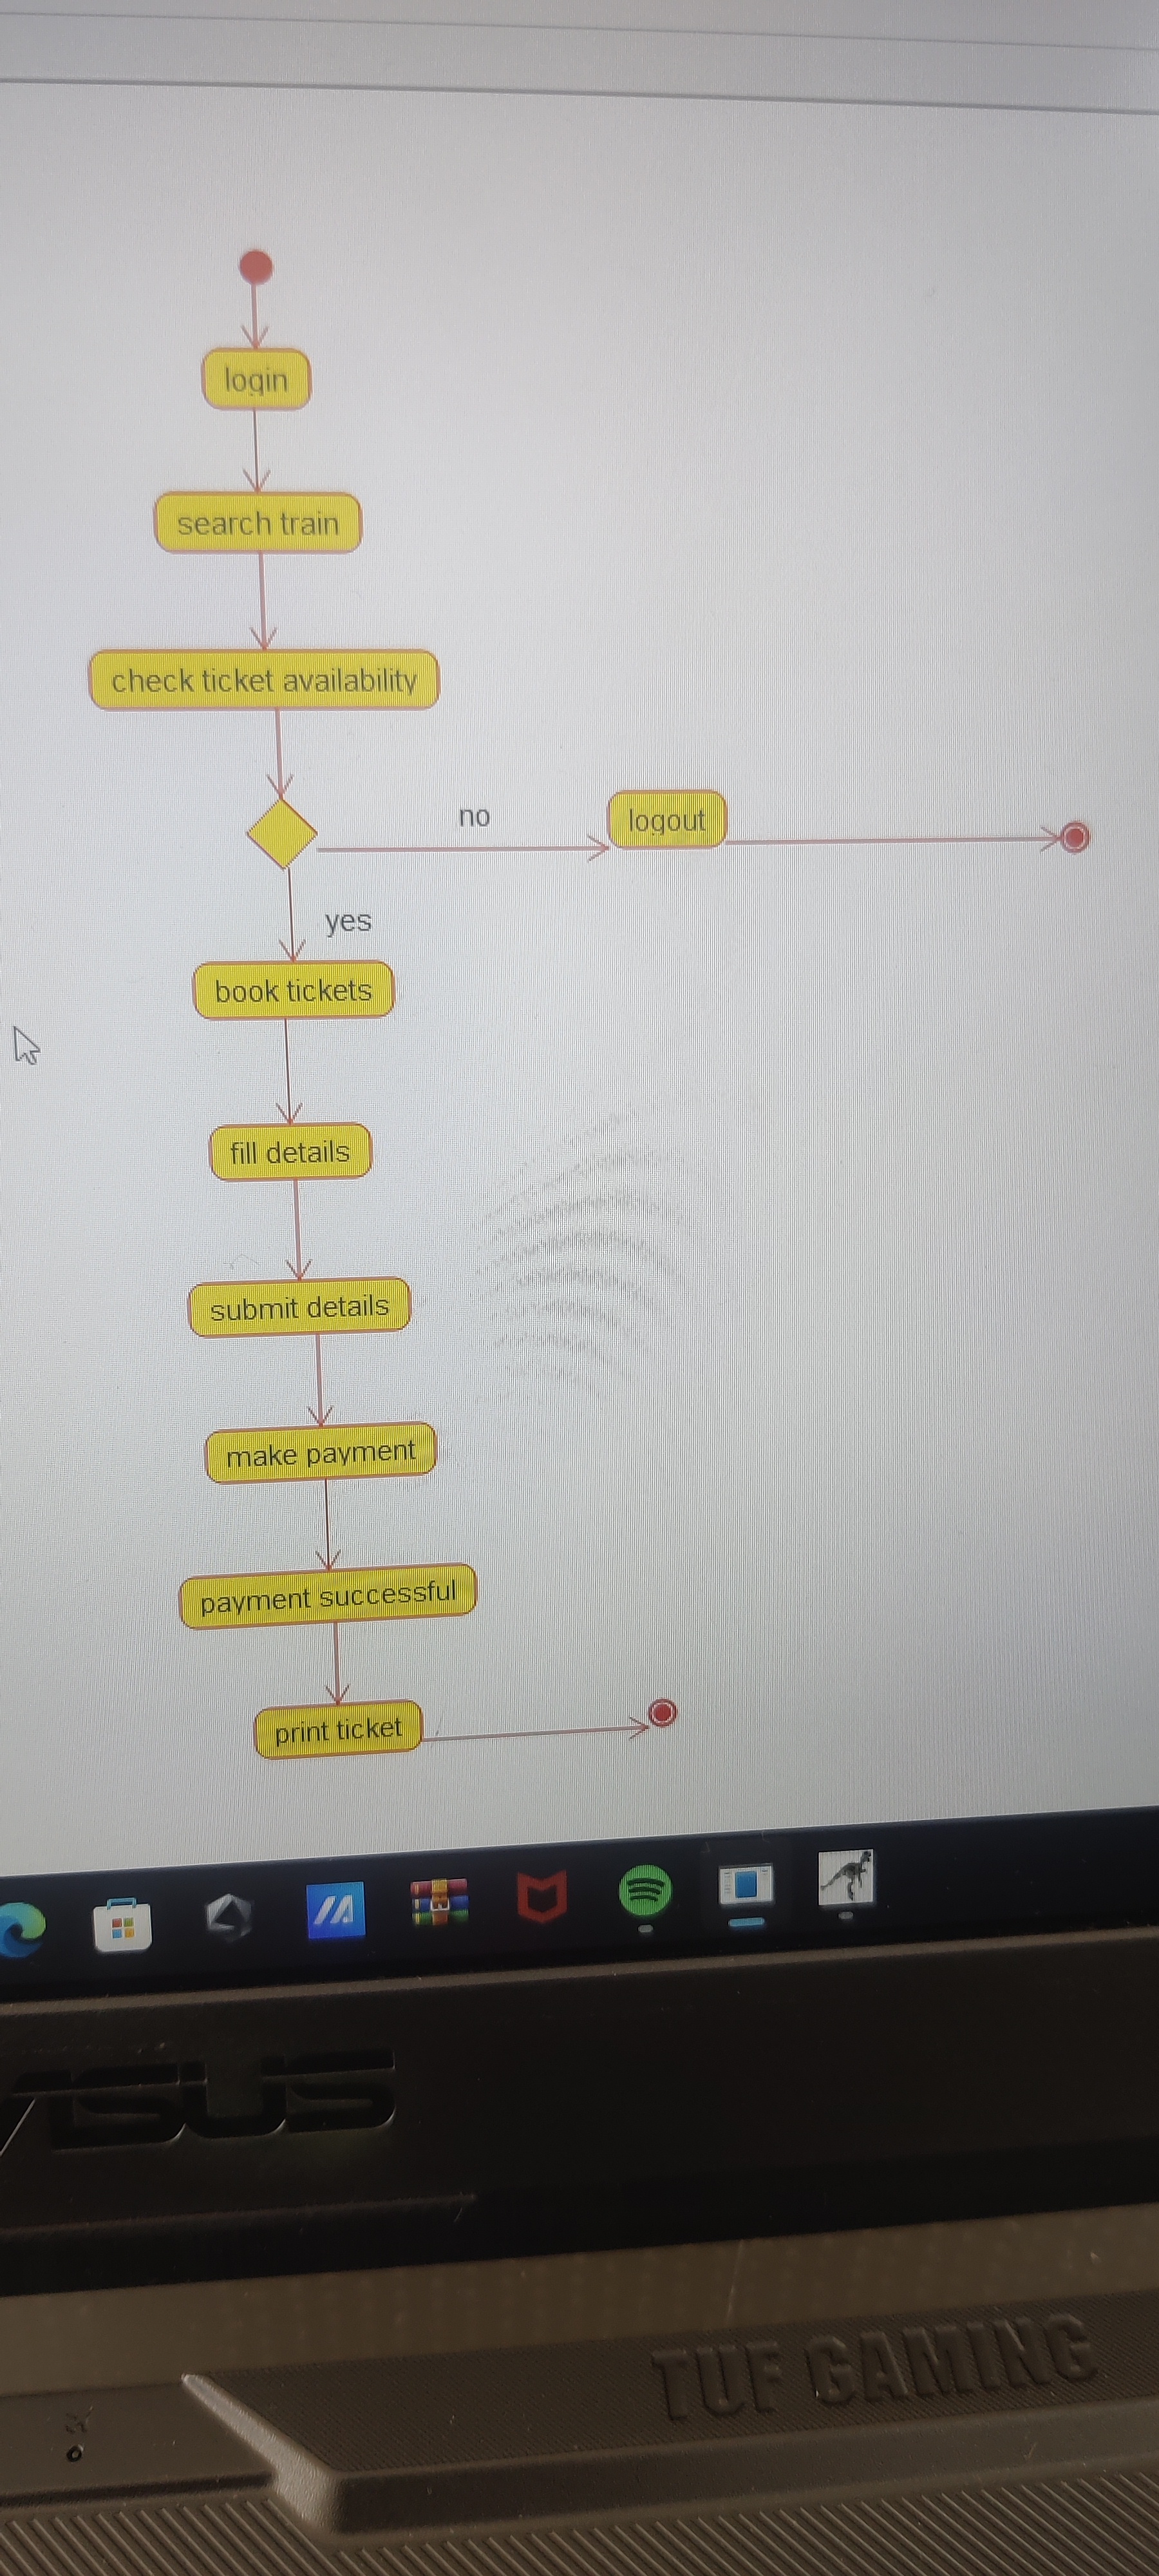 login
search train
check ticket availability
no
logout
yes
book tickets
fill details
submit details
make payment
payment successful
print ticket
ASUS
TUF GAMING